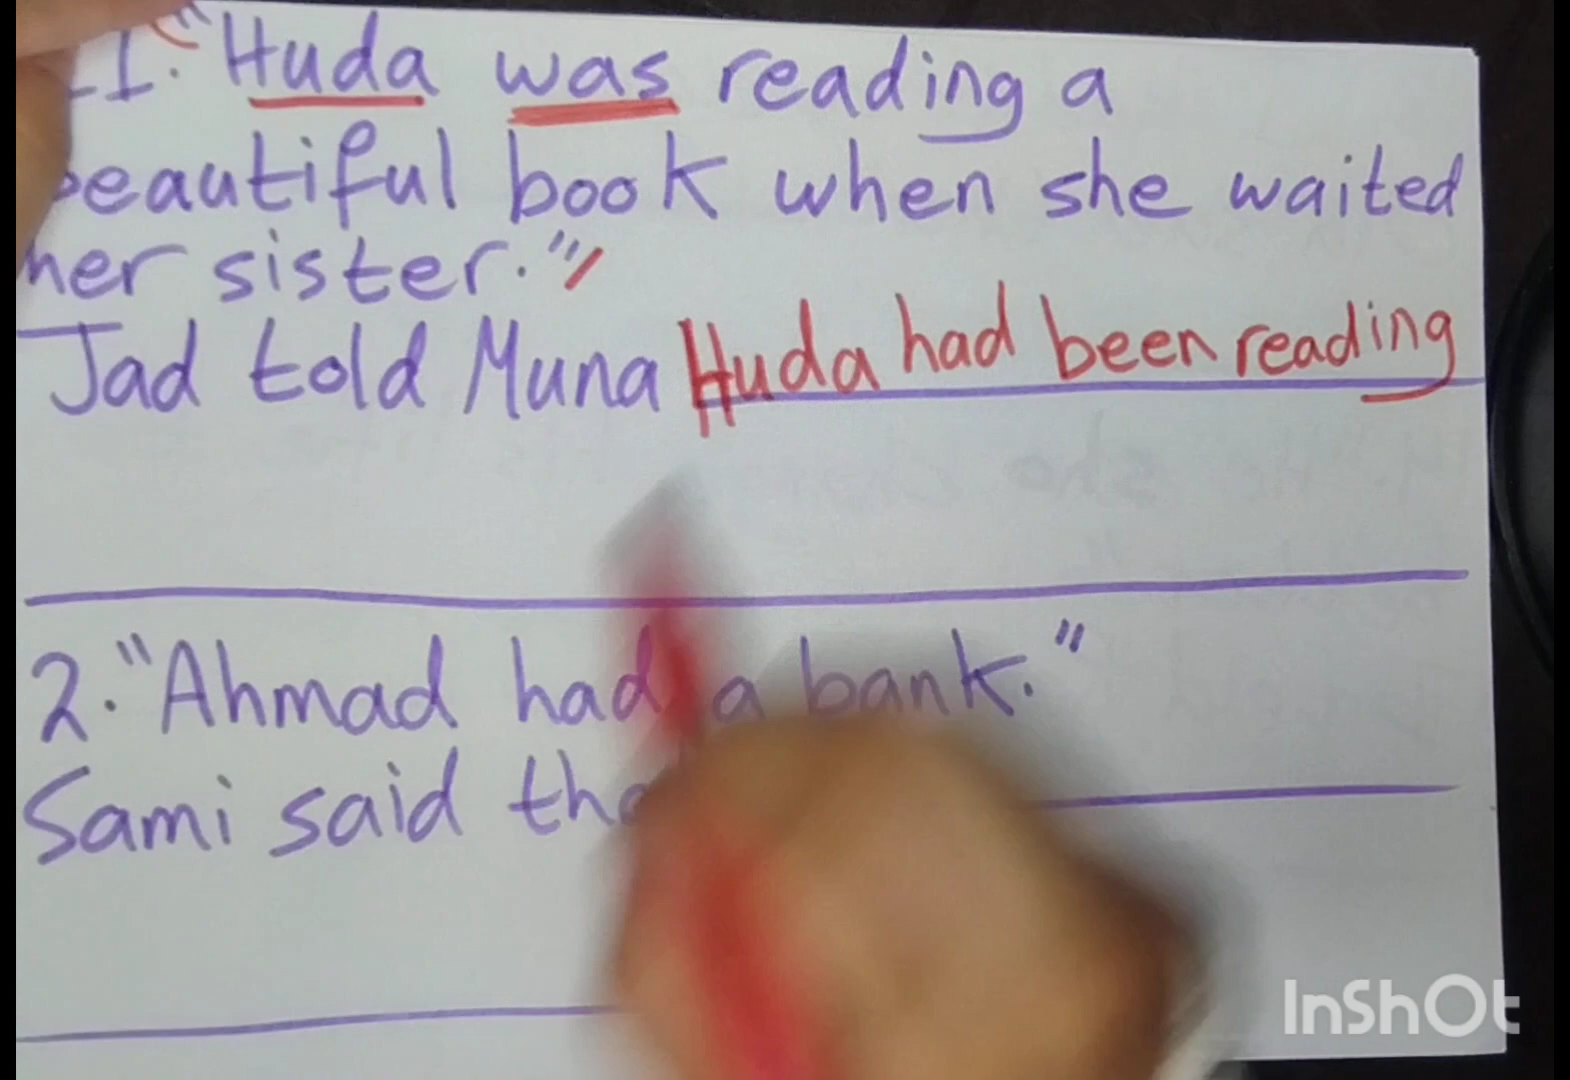 1. "Huda was reading a
beautiful book when she waited
her sister."
Jad told Muna Huda had been reading
2. "Ahmad had a bank."
Sami said
InShOt